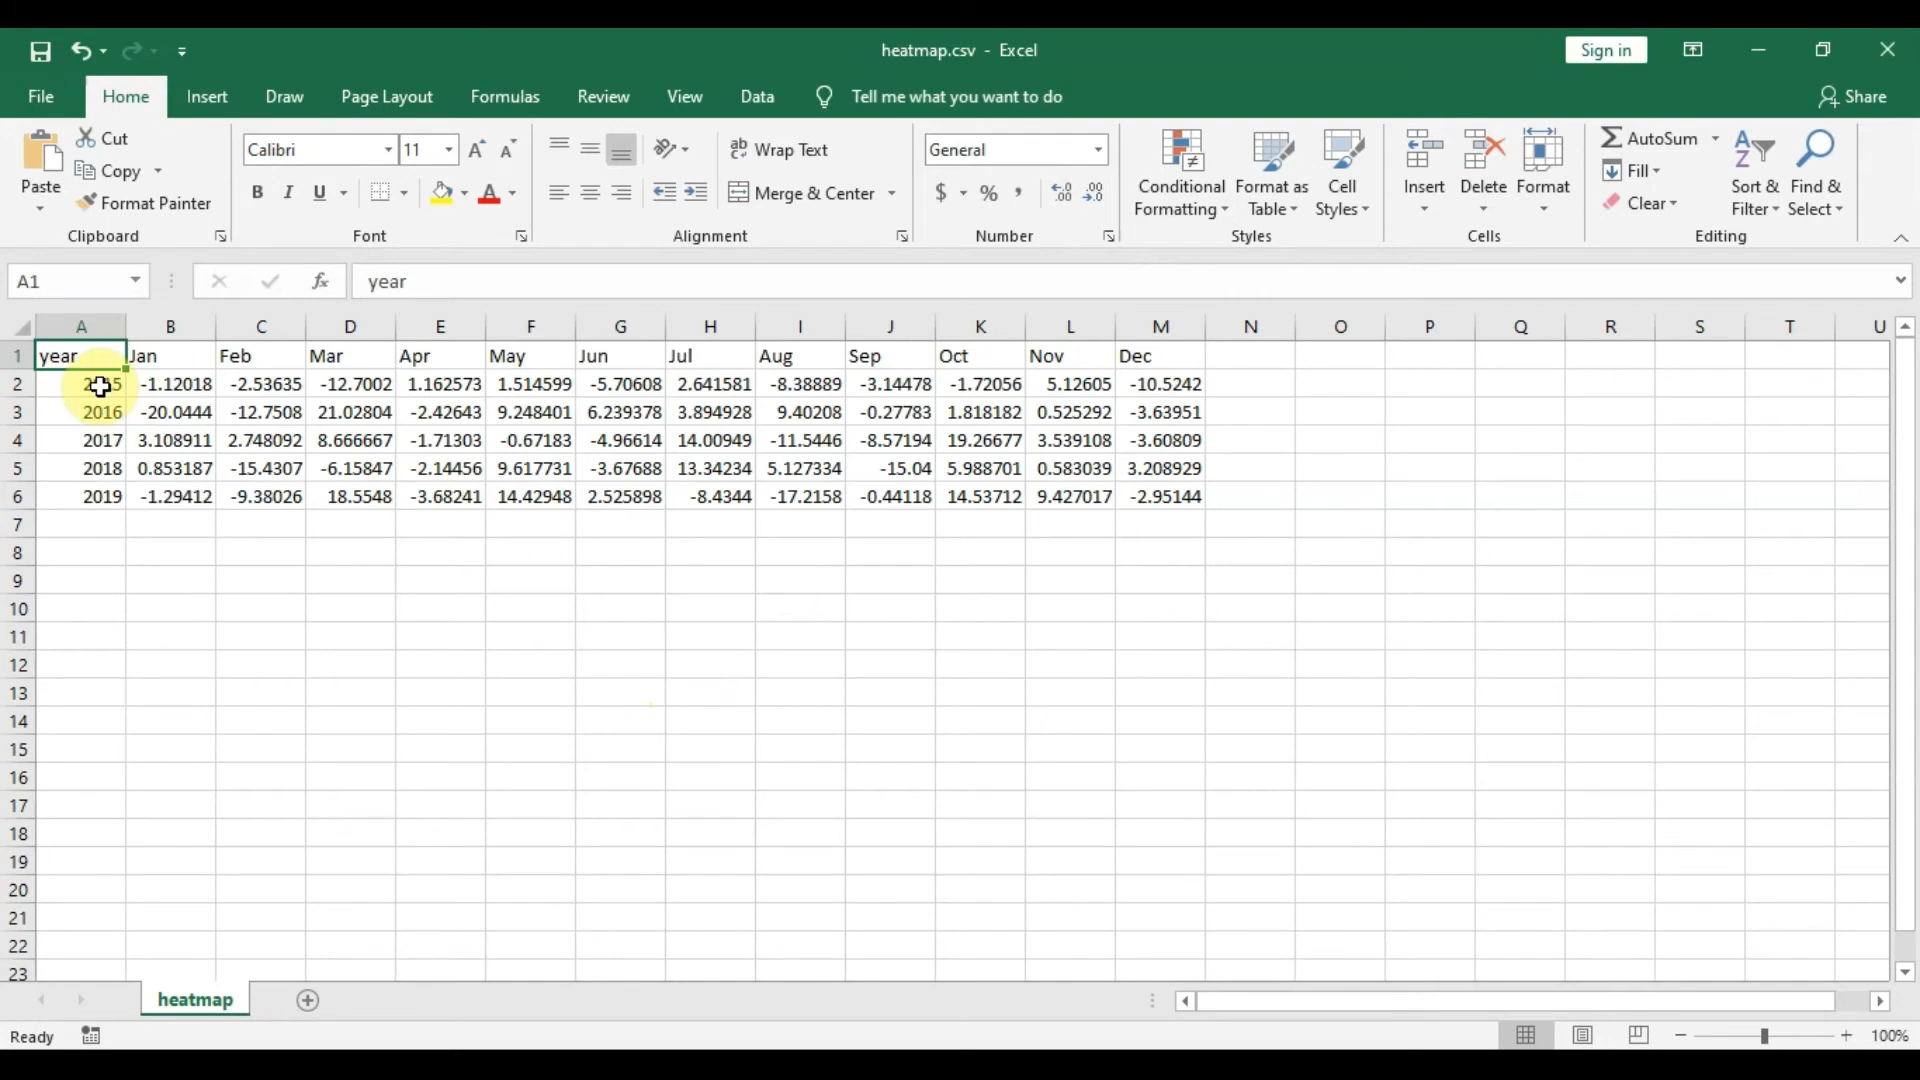 heatmap.csv - Excel
Sign in
File Home Insert Draw Page Layout Formulas Review View Data Tell me what you want to do Share
Paste
Cut
Copy
Format Painter
Clipboard
Calibri 11
B I U A
Font
Wrap Text
Merge & Center
Alignment
General
$ % ,
Number
Conditional Formatting
Format as Table
Cell Styles
Styles
Insert Delete Format
Cells
AutoSum
Fill
Clear
Sort & Filter
Find & Select
Editing
A1 fx year
A B C D E F G H I J K L M N O P Q R S T U
1 year Jan Feb Mar Apr May Jun Jul Aug Sep Oct Nov Dec
2 -1.12018 -2.53635 -12.7002 1.162573 1.514599 -5.70608 2.641581 -8.38889 -3.14478 -1.72056 5.12605 -10.5242
3 2016 -20.0444 -12.7508 21.02804 -2.42643 9.248401 6.239378 3.894928 9.40208 -0.27783 1.818182 0.525292 -3.63951
4 2017 3.108911 2.748092 8.666667 -1.71303 -0.67183 -4.96614 14.00949 -11.5446 -8.57194 19.26677 3.539108 -3.60809
5 2018 0.853187 -15.4307 -6.15847 -2.14456 9.617731 -3.67688 13.34234 5.127334 -15.04 5.988701 0.583039 3.208929
6 2019 -1.29412 -9.38026 18.5548 -3.68241 14.42948 2.525898 -8.4344 -17.2158 -0.44118 14.53712 9.427017 -2.95144
7
8
9
10
11
12
13
14
15
16
17
18
19
20
21
22
23
heatmap
Ready 100%